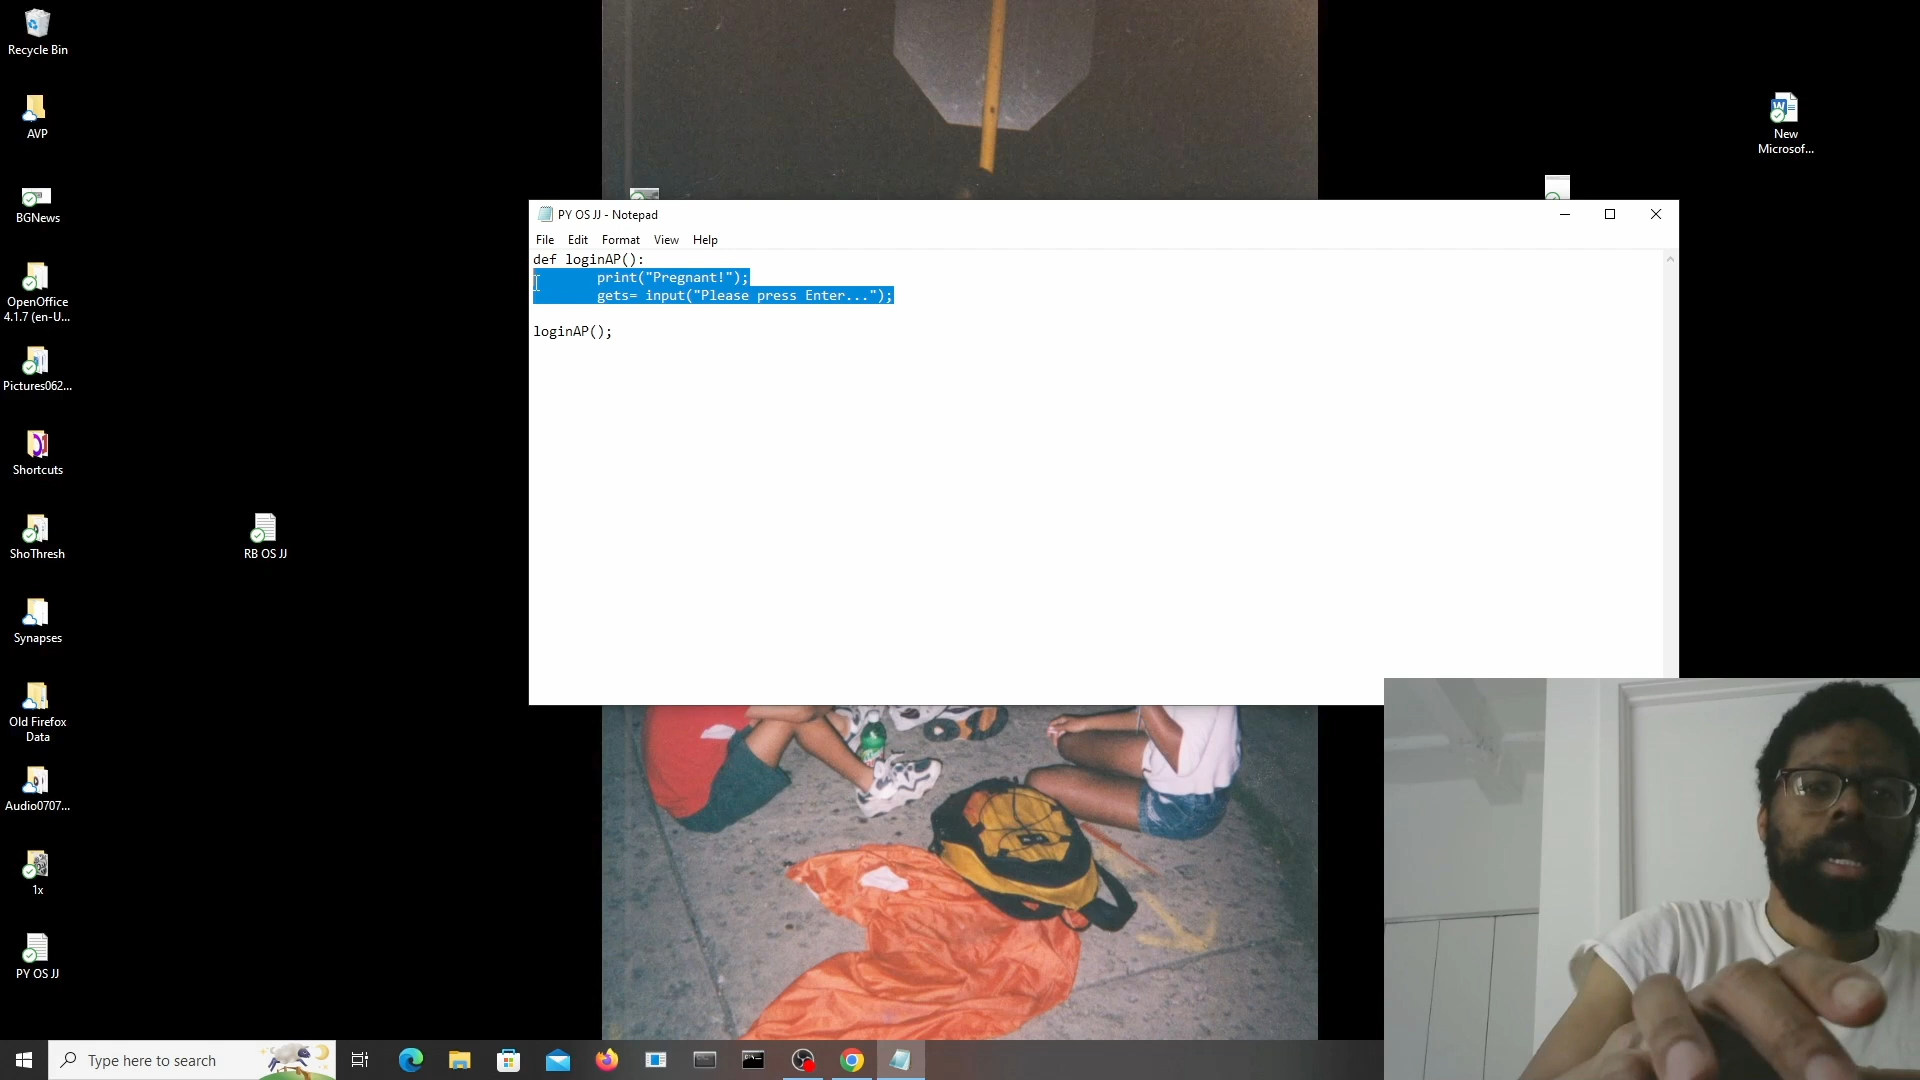 Recycle Bin
AVP
BGNews
OpenOffice
4.1.7 (en-U...
Pictures062...
Shortcuts
ShoThresh
Synapses
Old Firefox
Data
Audio0707...
1x
PY OS JJ
RB OS JJ
New
Microsof...
PY OS JJ - Notepad
File Edit Format View Help
def loginAP():
print("Pregnant!");
gets= input("Please press Enter...");
loginAP();
Type here to search